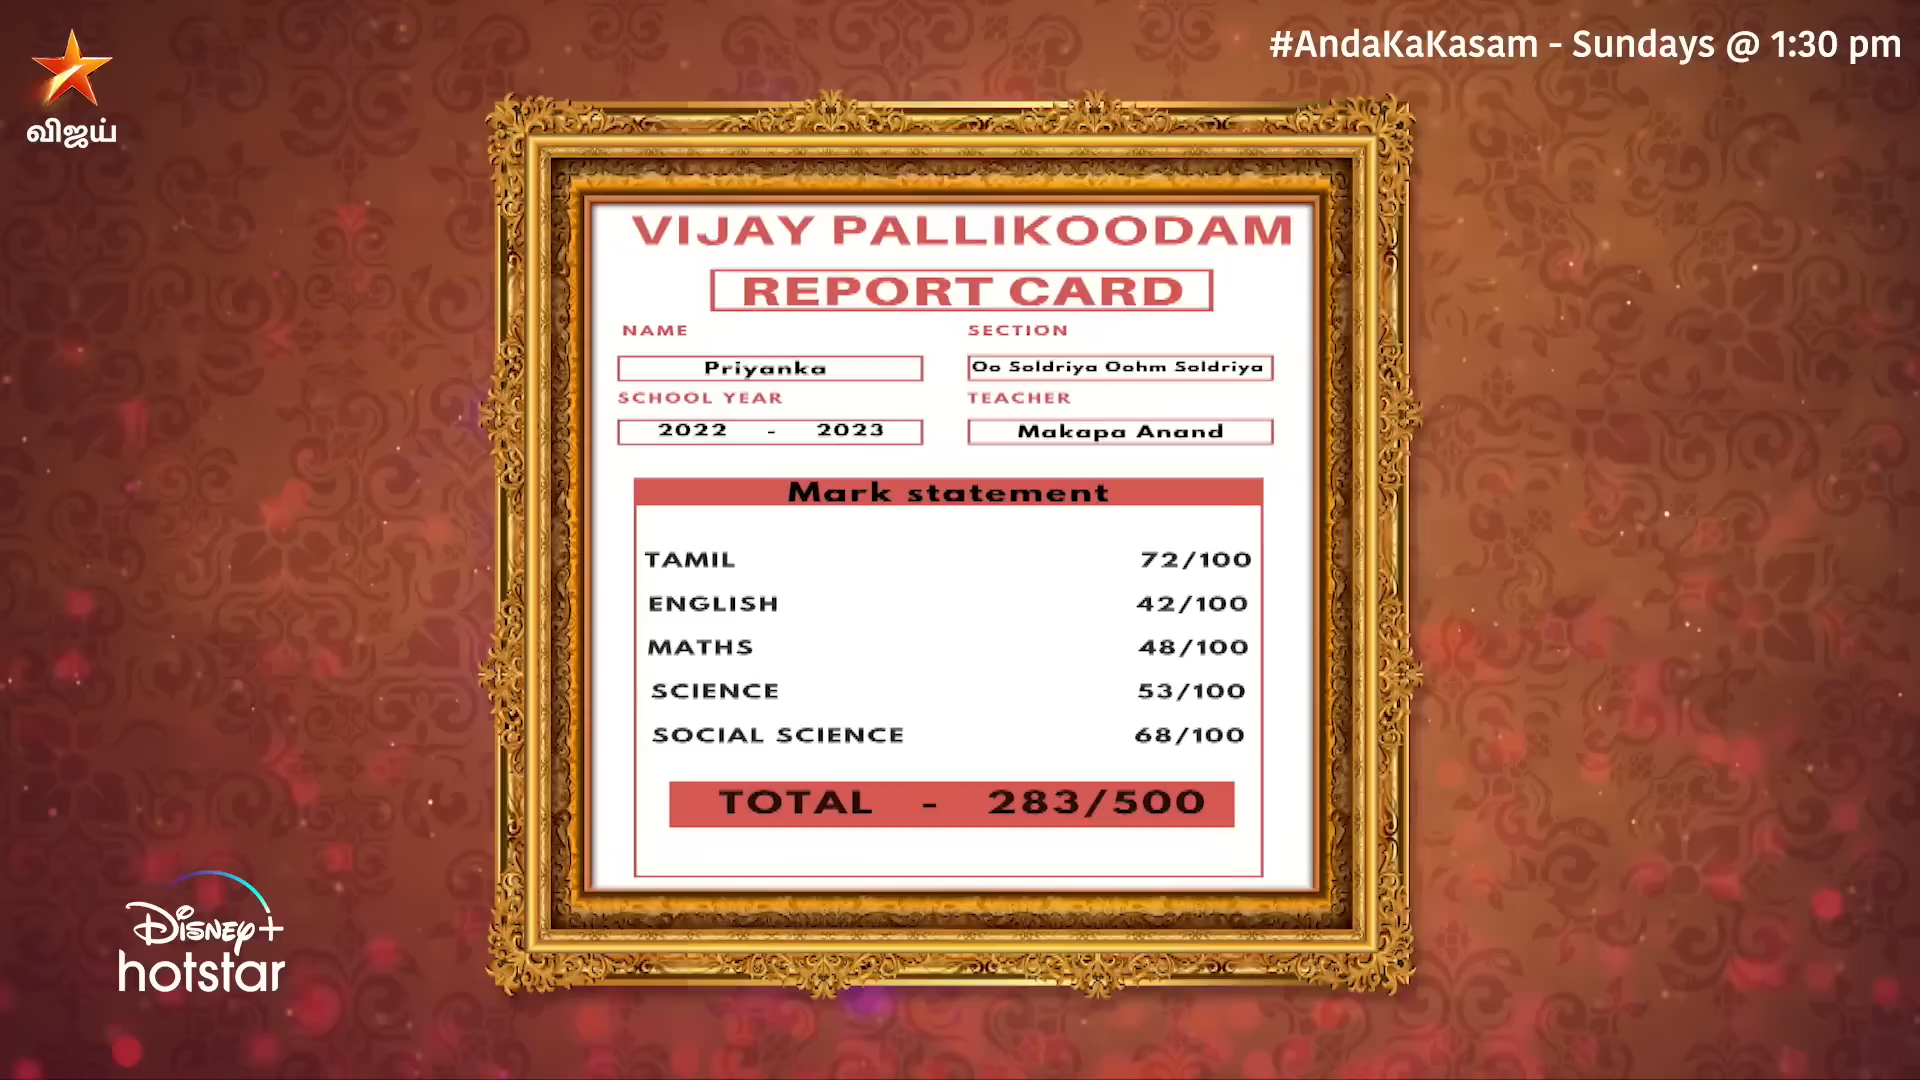 #AndaKaKasam - Sundays @ 1:30 pm
விஜய்
VIJAY PALLIKOODAM
REPORT CARD
NAME SECTION
Priyanka Oo Soldriya Oohm Soldriya
SCHOOL YEAR TEACHER
2022 - 2023 Makapa Anand
Mark statement
TAMIL 72/100
ENGLISH 42/100
MATHS 48/100
SCIENCE 53/100
SOCIAL SCIENCE 68/100
TOTAL - 283/500
Disney+
hotstar